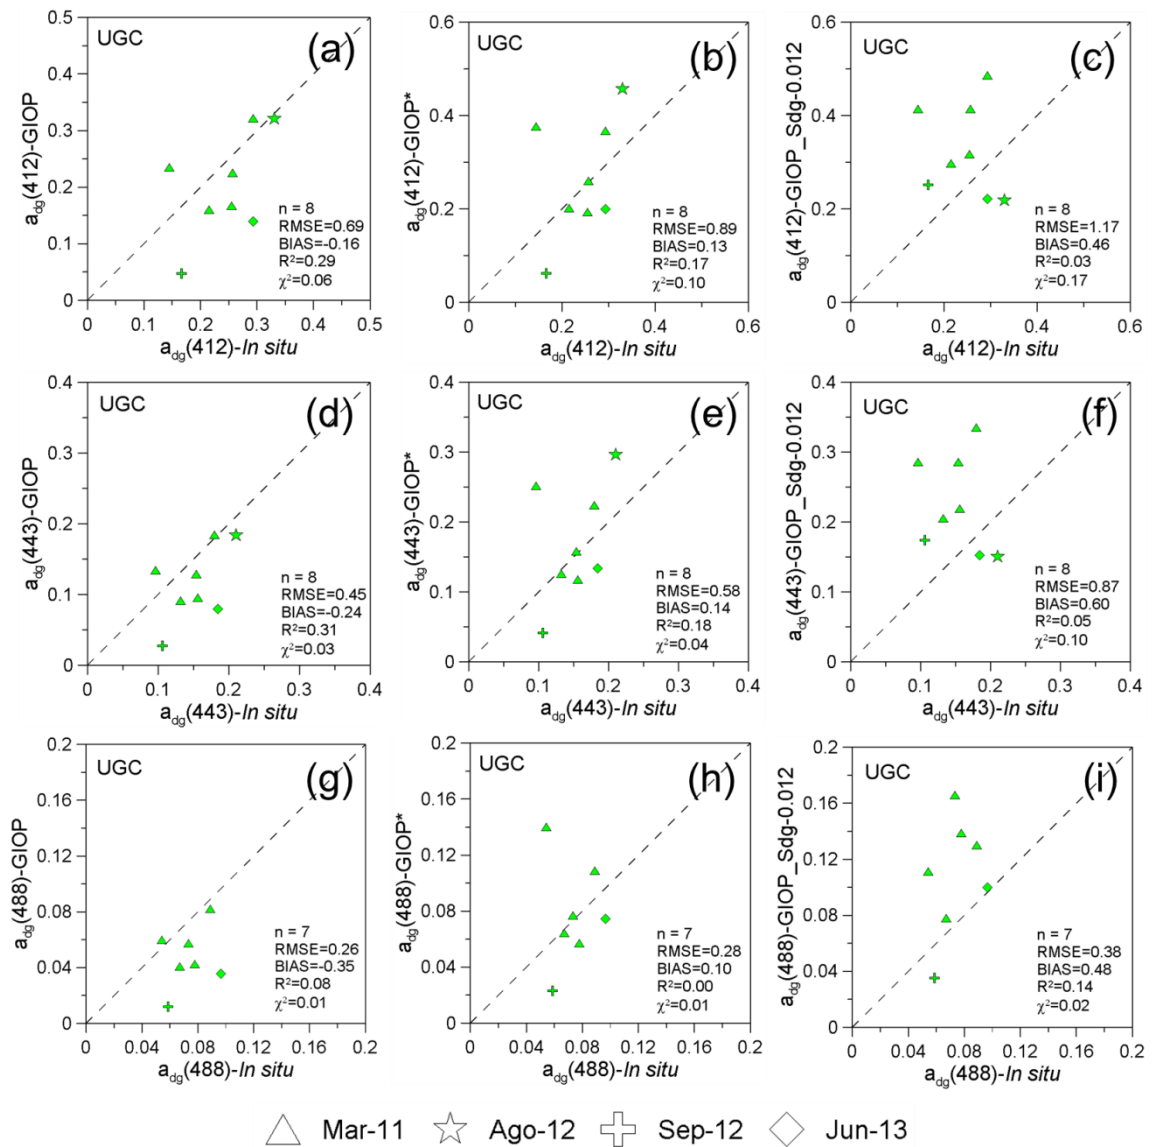 UGC (a)
a_dg(412)-GIOP
0.5
0.4
0.3
0.2
0.1
0
n = 8
RMSE=0.69
BIAS=-0.16
R²=0.29
χ²=0.06
0 0.1 0.2 0.3 0.4 0.5
a_dg(412)-In situ
UGC (b)
a_dg(412)-GIOP*
0.6
0.4
0.2
0
n = 8
RMSE=0.89
BIAS=0.13
R²=0.17
χ²=0.10
0 0.2 0.4 0.6
a_dg(412)-In situ
UGC (c)
a_dg(412)-GIOP_Sdg-0.012
0.6
0.4
0.2
0
n = 8
RMSE=1.17
BIAS=0.46
R²=0.03
χ²=0.17
0 0.2 0.4 0.6
a_dg(412)-In situ
UGC (d)
a_dg(443)-GIOP
0.4
0.3
0.2
0.1
0
n = 8
RMSE=0.45
BIAS=-0.24
R²=0.31
χ²=0.03
0 0.1 0.2 0.3 0.4
a_dg(443)-In situ
UGC (e)
a_dg(443)-GIOP*
0.4
0.3
0.2
0.1
0
n = 8
RMSE=0.58
BIAS=0.14
R²=0.18
χ²=0.04
0 0.1 0.2 0.3 0.4
a_dg(443)-In situ
UGC (f)
a_dg(443)-GIOP_Sdg-0.012
0.4
0.3
0.2
0.1
0
n = 8
RMSE=0.87
BIAS=0.60
R²=0.05
χ²=0.10
0 0.1 0.2 0.3 0.4
a_dg(443)-In situ
UGC (g)
a_dg(488)-GIOP
0.2
0.16
0.12
0.08
0.04
0
n = 7
RMSE=0.26
BIAS=-0.35
R²=0.08
χ²=0.01
0 0.04 0.08 0.12 0.16 0.2
a_dg(488)-In situ
UGC (h)
a_dg(488)-GIOP*
0.2
0.16
0.12
0.08
0.04
0
n = 7
RMSE=0.28
BIAS=0.10
R²=0.00
χ²=0.01
0 0.04 0.08 0.12 0.16 0.2
a_dg(488)-In situ
UGC (i)
a_dg(488)-GIOP_Sdg-0.012
0.2
0.16
0.12
0.08
0.04
0
n = 7
RMSE=0.38
BIAS=0.48
R²=0.14
χ²=0.02
0 0.04 0.08 0.12 0.16 0.2
a_dg(488)-In situ
Mar-11 Ago-12 Sep-12 Jun-13